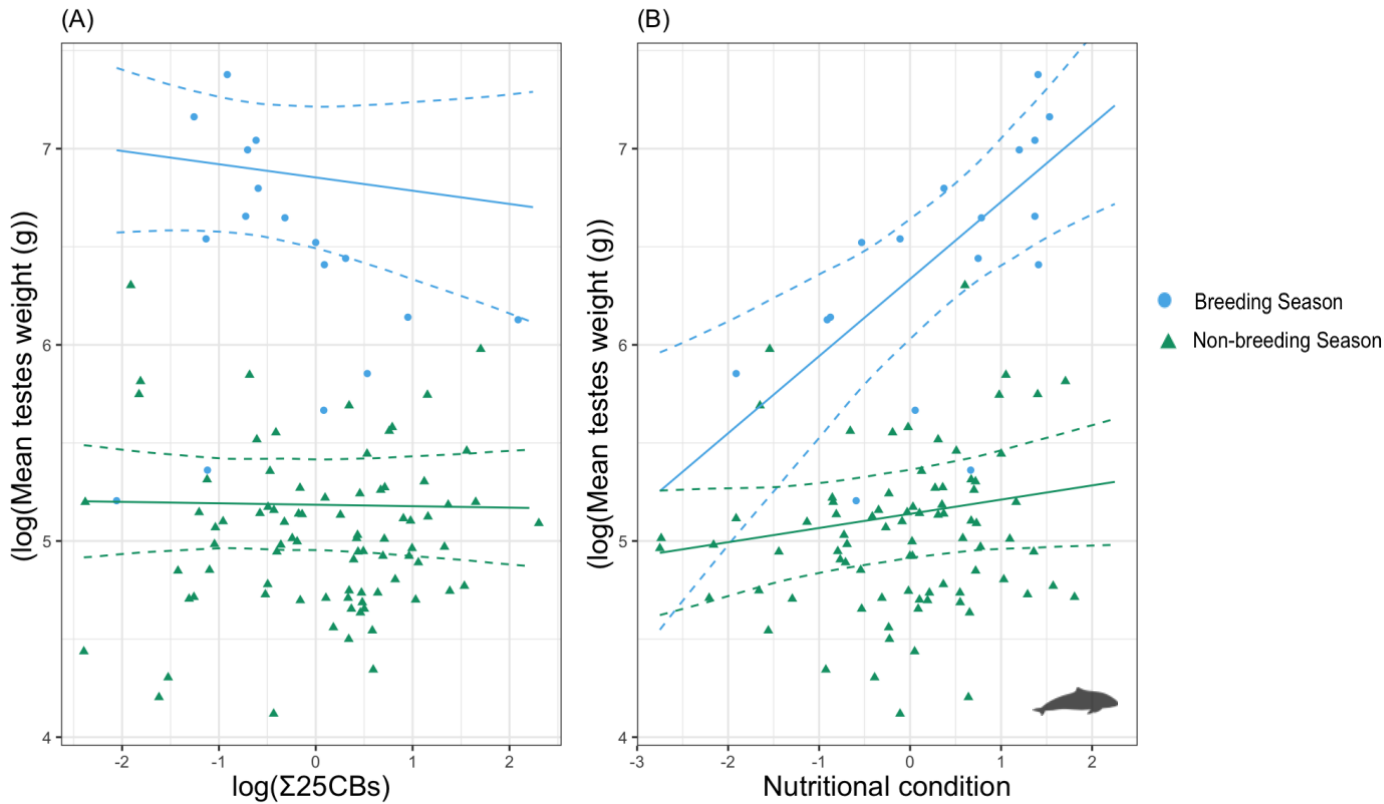 (A)
(log(Mean testes weight (g))
7
6
5
4
-2
-1
0
1
2
log(Σ25CBs)
(B)
(log(Mean testes weight (g))
7
6
5
4
-3
-2
-1
0
1
2
Nutritional condition
Breeding Season
Non-breeding Season